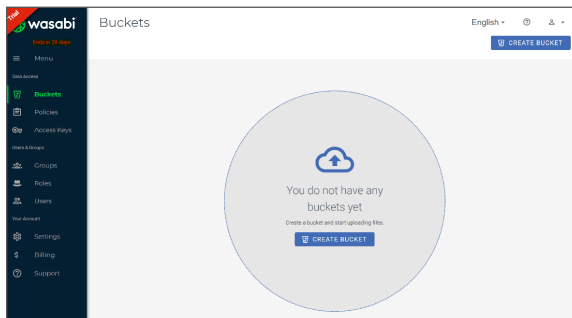 Trial
wasabi
Ends in 29 days
Menu
Data Access
Buckets
Policies
Access Keys
Users & Groups
Groups
Roles
Users
Your Account
Settings
Billing
Support
Buckets
English
CREATE BUCKET
You do not have any
buckets yet
Create a bucket and start uploading files.
CREATE BUCKET